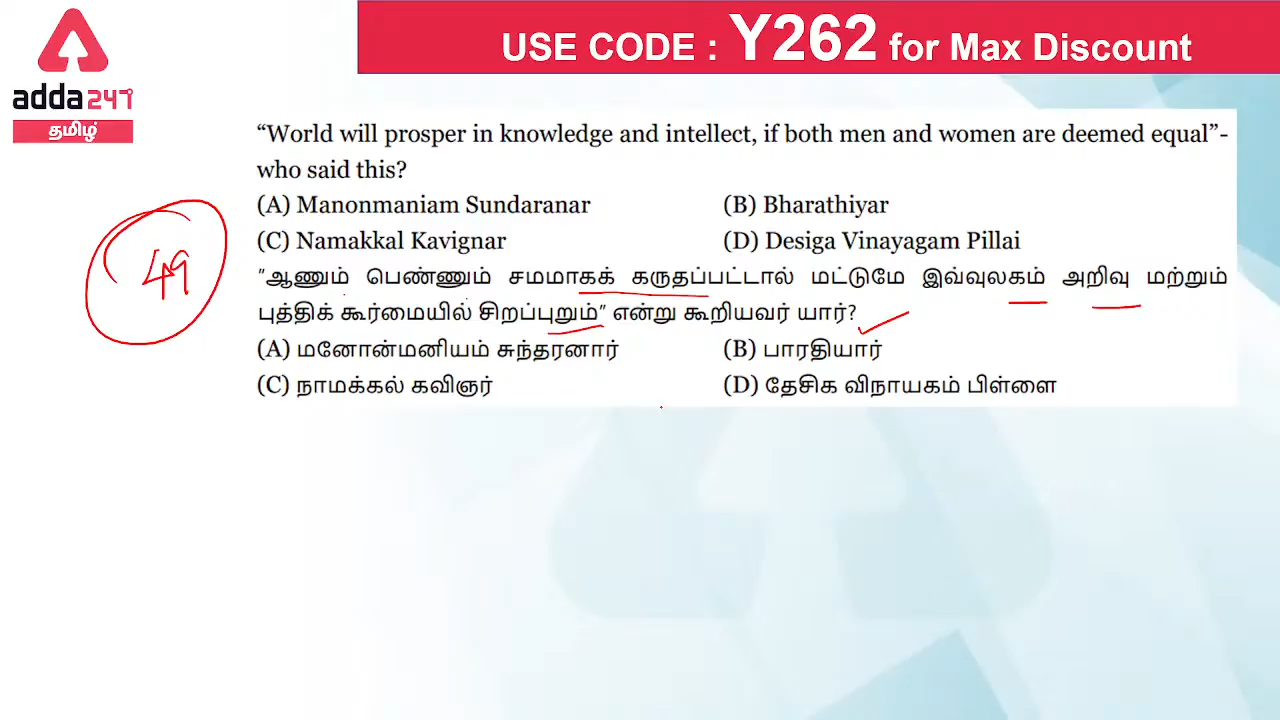 USE CODE : Y262 for Max Discount
adda247
தமிழ்
“World will prosper in knowledge and intellect, if both men and women are deemed equal”-
who said this?
(A) Manonmaniam Sundaranar (B) Bharathiyar
(C) Namakkal Kavignar (D) Desiga Vinayagam Pillai
"ஆணும் பெண்ணும் சமமாகக் கருதப்பட்டால் மட்டுமே இவ்வுலகம் அறிவு மற்றும்
புத்திக் கூர்மையில் சிறப்புறும்" என்று கூறியவர் யார்?
(A) மனோன்மனியம் சுந்தரனார் (B) பாரதியார்
(C) நாமக்கல் கவிஞர் (D) தேசிக விநாயகம் பிள்ளை
49